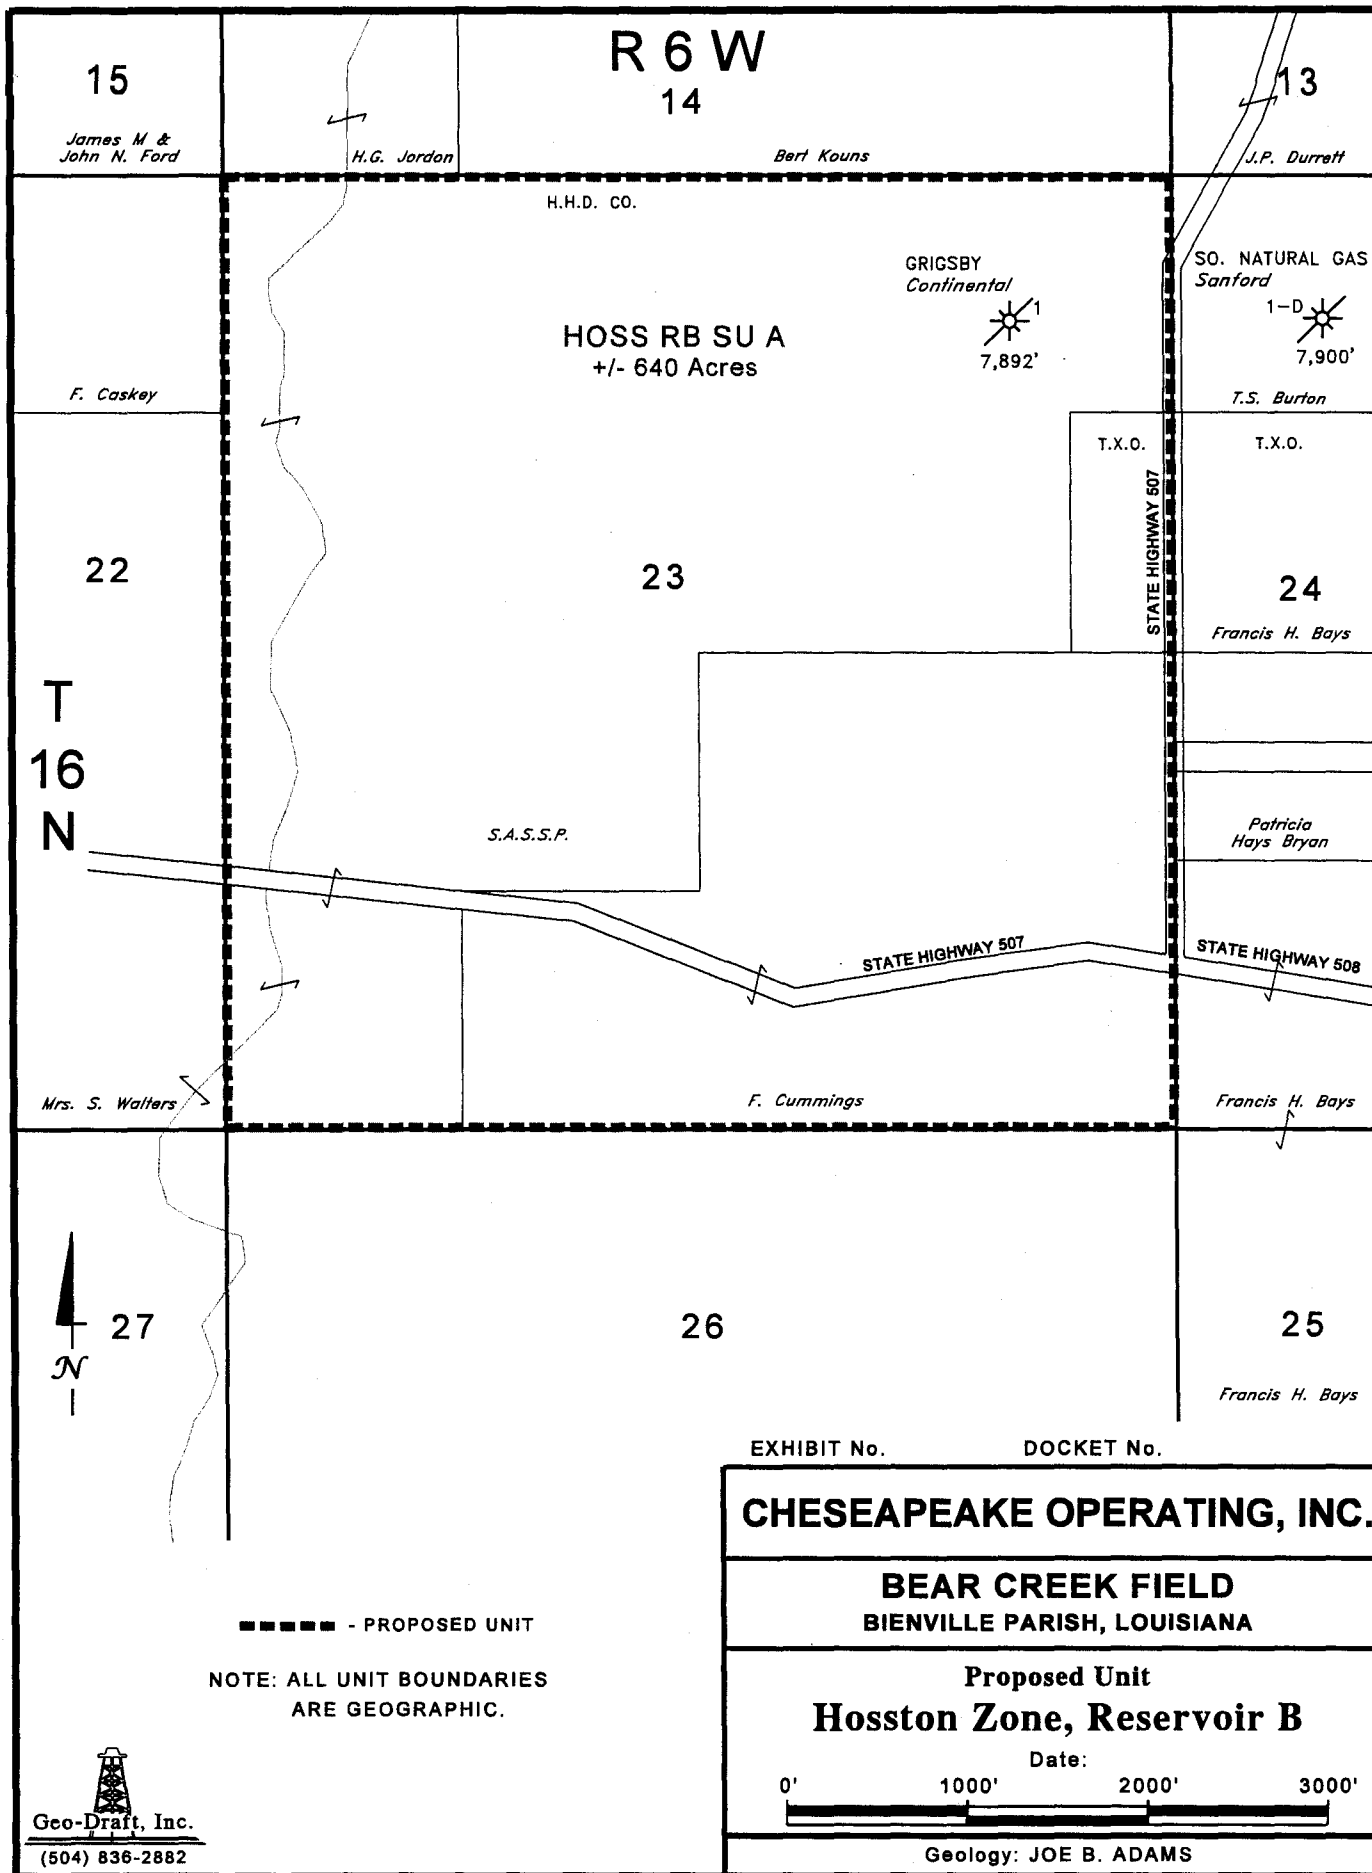 R 6 W
15
14
13
James M &
John N. Ford
H.G. Jordon
Bert Kouns
J.P. Durrett
H.H.D. CO.
GRIGSBY
Continental
1
7,892'
SO. NATURAL GAS
Sanford
1-D
7,900'
HOSS RB SU A
+/- 640 Acres
F. Caskey
T.S. Burton
T.X.O.
T.X.O.
STATE HIGHWAY 507
22
23
24
Francis H. Bays
T
16
N
S.A.S.S.P.
Patricia
Hays Bryan
STATE HIGHWAY 507
STATE HIGHWAY 508
Mrs. S. Walters
F. Cummings
Francis H. Bays
27
26
25
N
Francis H. Bays
EXHIBIT No.
DOCKET No.
CHESEAPEAKE OPERATING, INC.
BEAR CREEK FIELD
BIENVILLE PARISH, LOUISIANA
- PROPOSED UNIT
NOTE: ALL UNIT BOUNDARIES
ARE GEOGRAPHIC.
Proposed Unit
Hosston Zone, Reservoir B
Date:
0' 1000' 2000' 3000'
Geo-Draft, Inc.
(504) 836-2882
Geology: JOE B. ADAMS